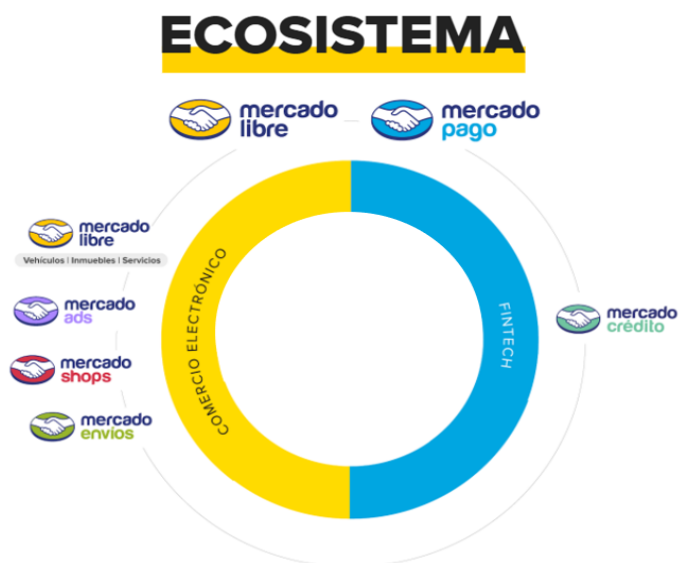 ECOSISTEMA
mercado
libre
mercado
pago
mercado
libre
Vehículos | Inmuebles | Servicios
mercado
ads
mercado
shops
mercado
envios
COMERCIO ELECTRÓNICO
FINTECH
mercado
crédito